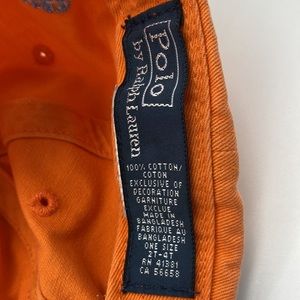 Polo
by Ralph Lauren
100% COTTON/
COTON
EXCLUSIVE OF
DECORATION
GARNITURE
EXCLUE
MADE IN
BANGLADESH
FABRIQUE AU
BANGLADESH
ONE SIZE
2T-4T
RN 41381
CA 56658